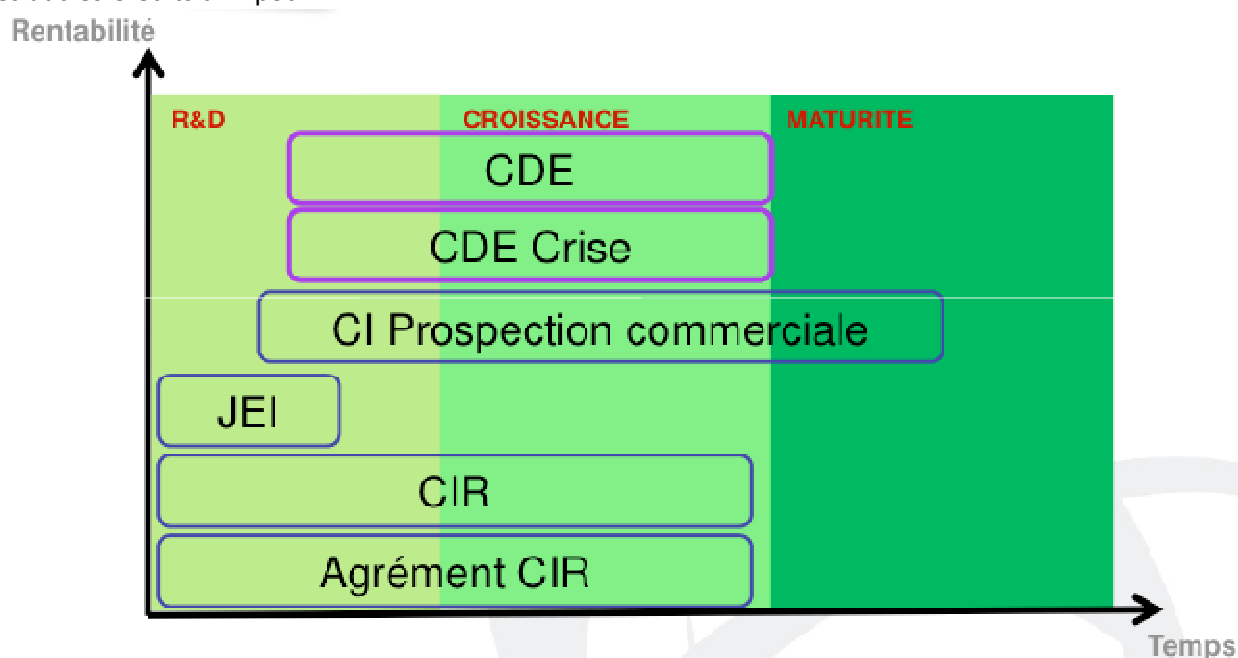 Rentabilité
R&D CROISSANCE MATURITE
CDE
CDE Crise
CI Prospection commerciale
JEI
CIR
Agrément CIR
Temps